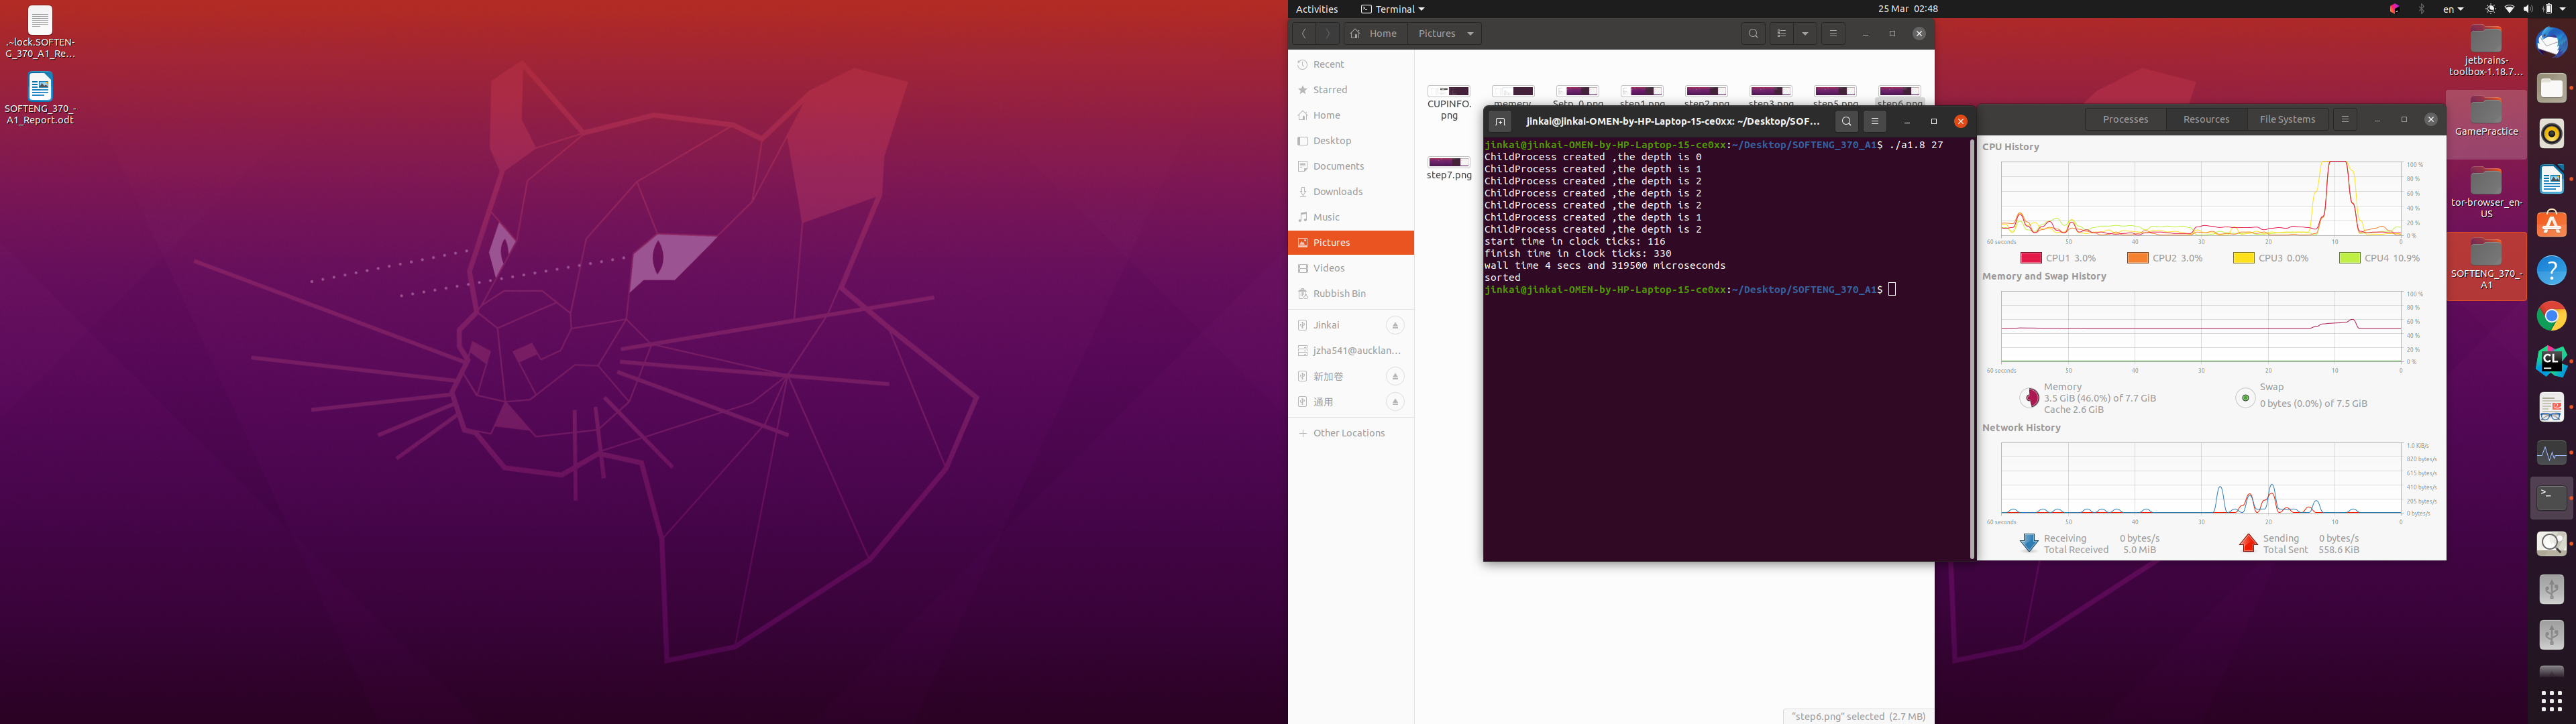 .~lock.SOFTEN-
G_370_A1_Re...
SOFTENG_370_-
A1_Report.odt
Activities
Terminal
25 Mar 02:48
en
Home
Pictures
Recent
Starred
Home
Desktop
Documents
Downloads
Music
Pictures
Videos
Rubbish Bin
Jinkai
jzha541@aucklan...
新加卷
通用
Other Locations
CUPINFO.
png
memory
Setp_0.png
step1.png
step2.png
step3.png
step5.png
step6.png
step7.png
"step6.png" selected (2.7 MB)
jinkai@jinkai-OMEN-by-HP-Laptop-15-ce0xx: ~/Desktop/SOF...
jinkai@jinkai-OMEN-by-HP-Laptop-15-ce0xx:~/Desktop/SOFTENG_370_A1$ ./a1.8 27
ChildProcess created ,the depth is 0
ChildProcess created ,the depth is 1
ChildProcess created ,the depth is 2
ChildProcess created ,the depth is 2
ChildProcess created ,the depth is 2
ChildProcess created ,the depth is 1
ChildProcess created ,the depth is 2
start time in clock ticks: 116
finish time in clock ticks: 330
wall time 4 secs and 319500 microseconds
sorted
jinkai@jinkai-OMEN-by-HP-Laptop-15-ce0xx:~/Desktop/SOFTENG_370_A1$
Processes
Resources
File Systems
CPU History
100 %
80 %
60 %
40 %
20 %
0 %
60 seconds 50 40 30 20 10 0
CPU1 3.0% CPU2 3.0% CPU3 0.0% CPU4 10.9%
Memory and Swap History
100 %
80 %
60 %
40 %
20 %
0 %
60 seconds 50 40 30 20 10 0
Memory
3.5 GiB (46.0%) of 7.7 GiB
Cache 2.6 GiB
Swap
0 bytes (0.0%) of 7.5 GiB
Network History
1.0 KiB/s
820 bytes/s
615 bytes/s
410 bytes/s
205 bytes/s
0 bytes/s
60 seconds 50 40 30 20 10 0
Receiving 0 bytes/s
Total Received 5.0 MiB
Sending 0 bytes/s
Total Sent 558.6 KiB
jetbrains-
toolbox-1.18.7...
GamePractice
tor-browser_en-
US
SOFTENG_370_-
A1
CL
>_